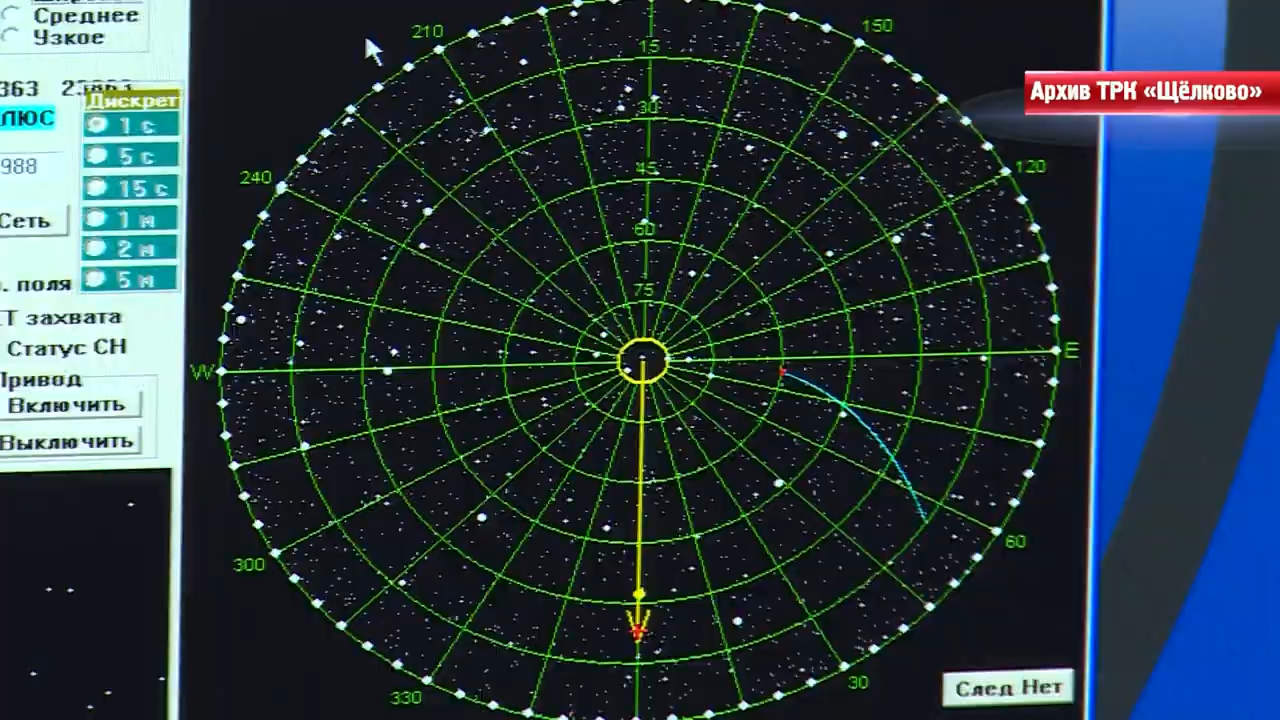 Среднее
Узкое
363
Дискрет
ЛЮС
1 с
5 с
988
15 с
Сеть
1 м
2 м
. поля
5 м
Т захвата
Статус СН
Привод
Включить
Выключить
210
150
15
30
45
60
75
240
120
W
E
300
60
330
30
След Нет
Архив ТРК «Щёлково»